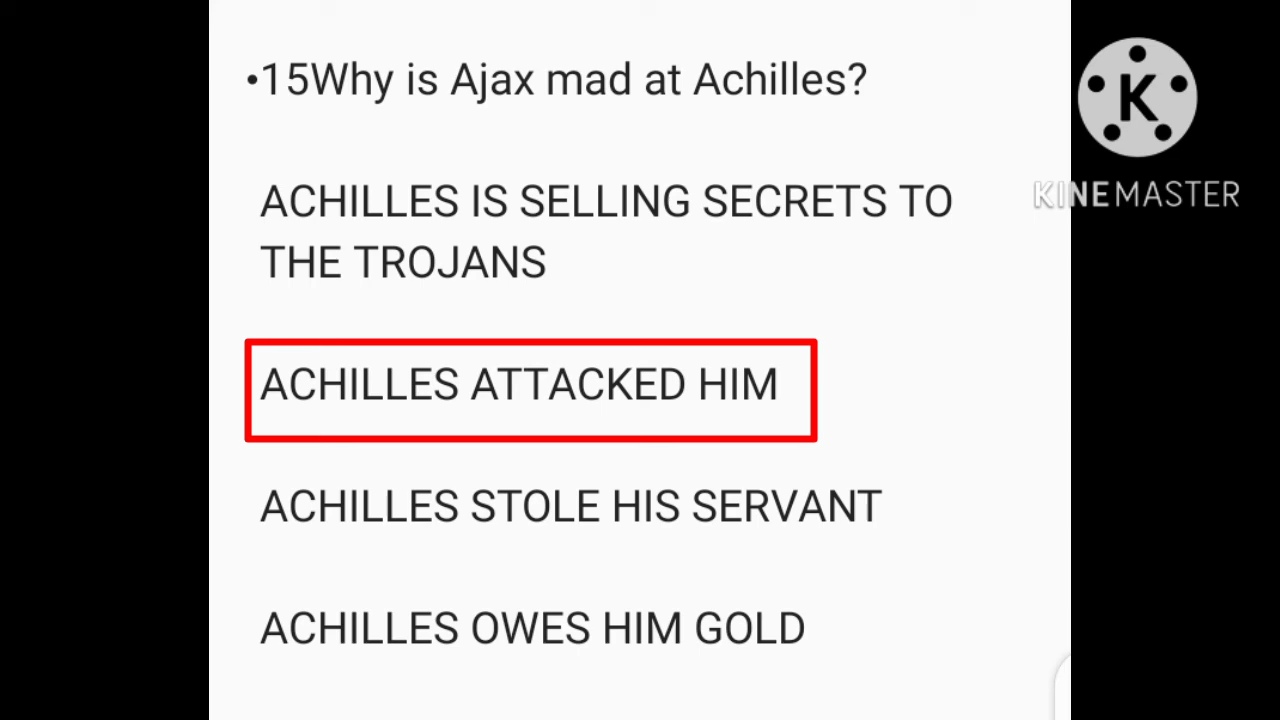 •15Why is Ajax mad at Achilles?
K
KINEMASTER
ACHILLES IS SELLING SECRETS TO
THE TROJANS
ACHILLES ATTACKED HIM
ACHILLES STOLE HIS SERVANT
ACHILLES OWES HIM GOLD